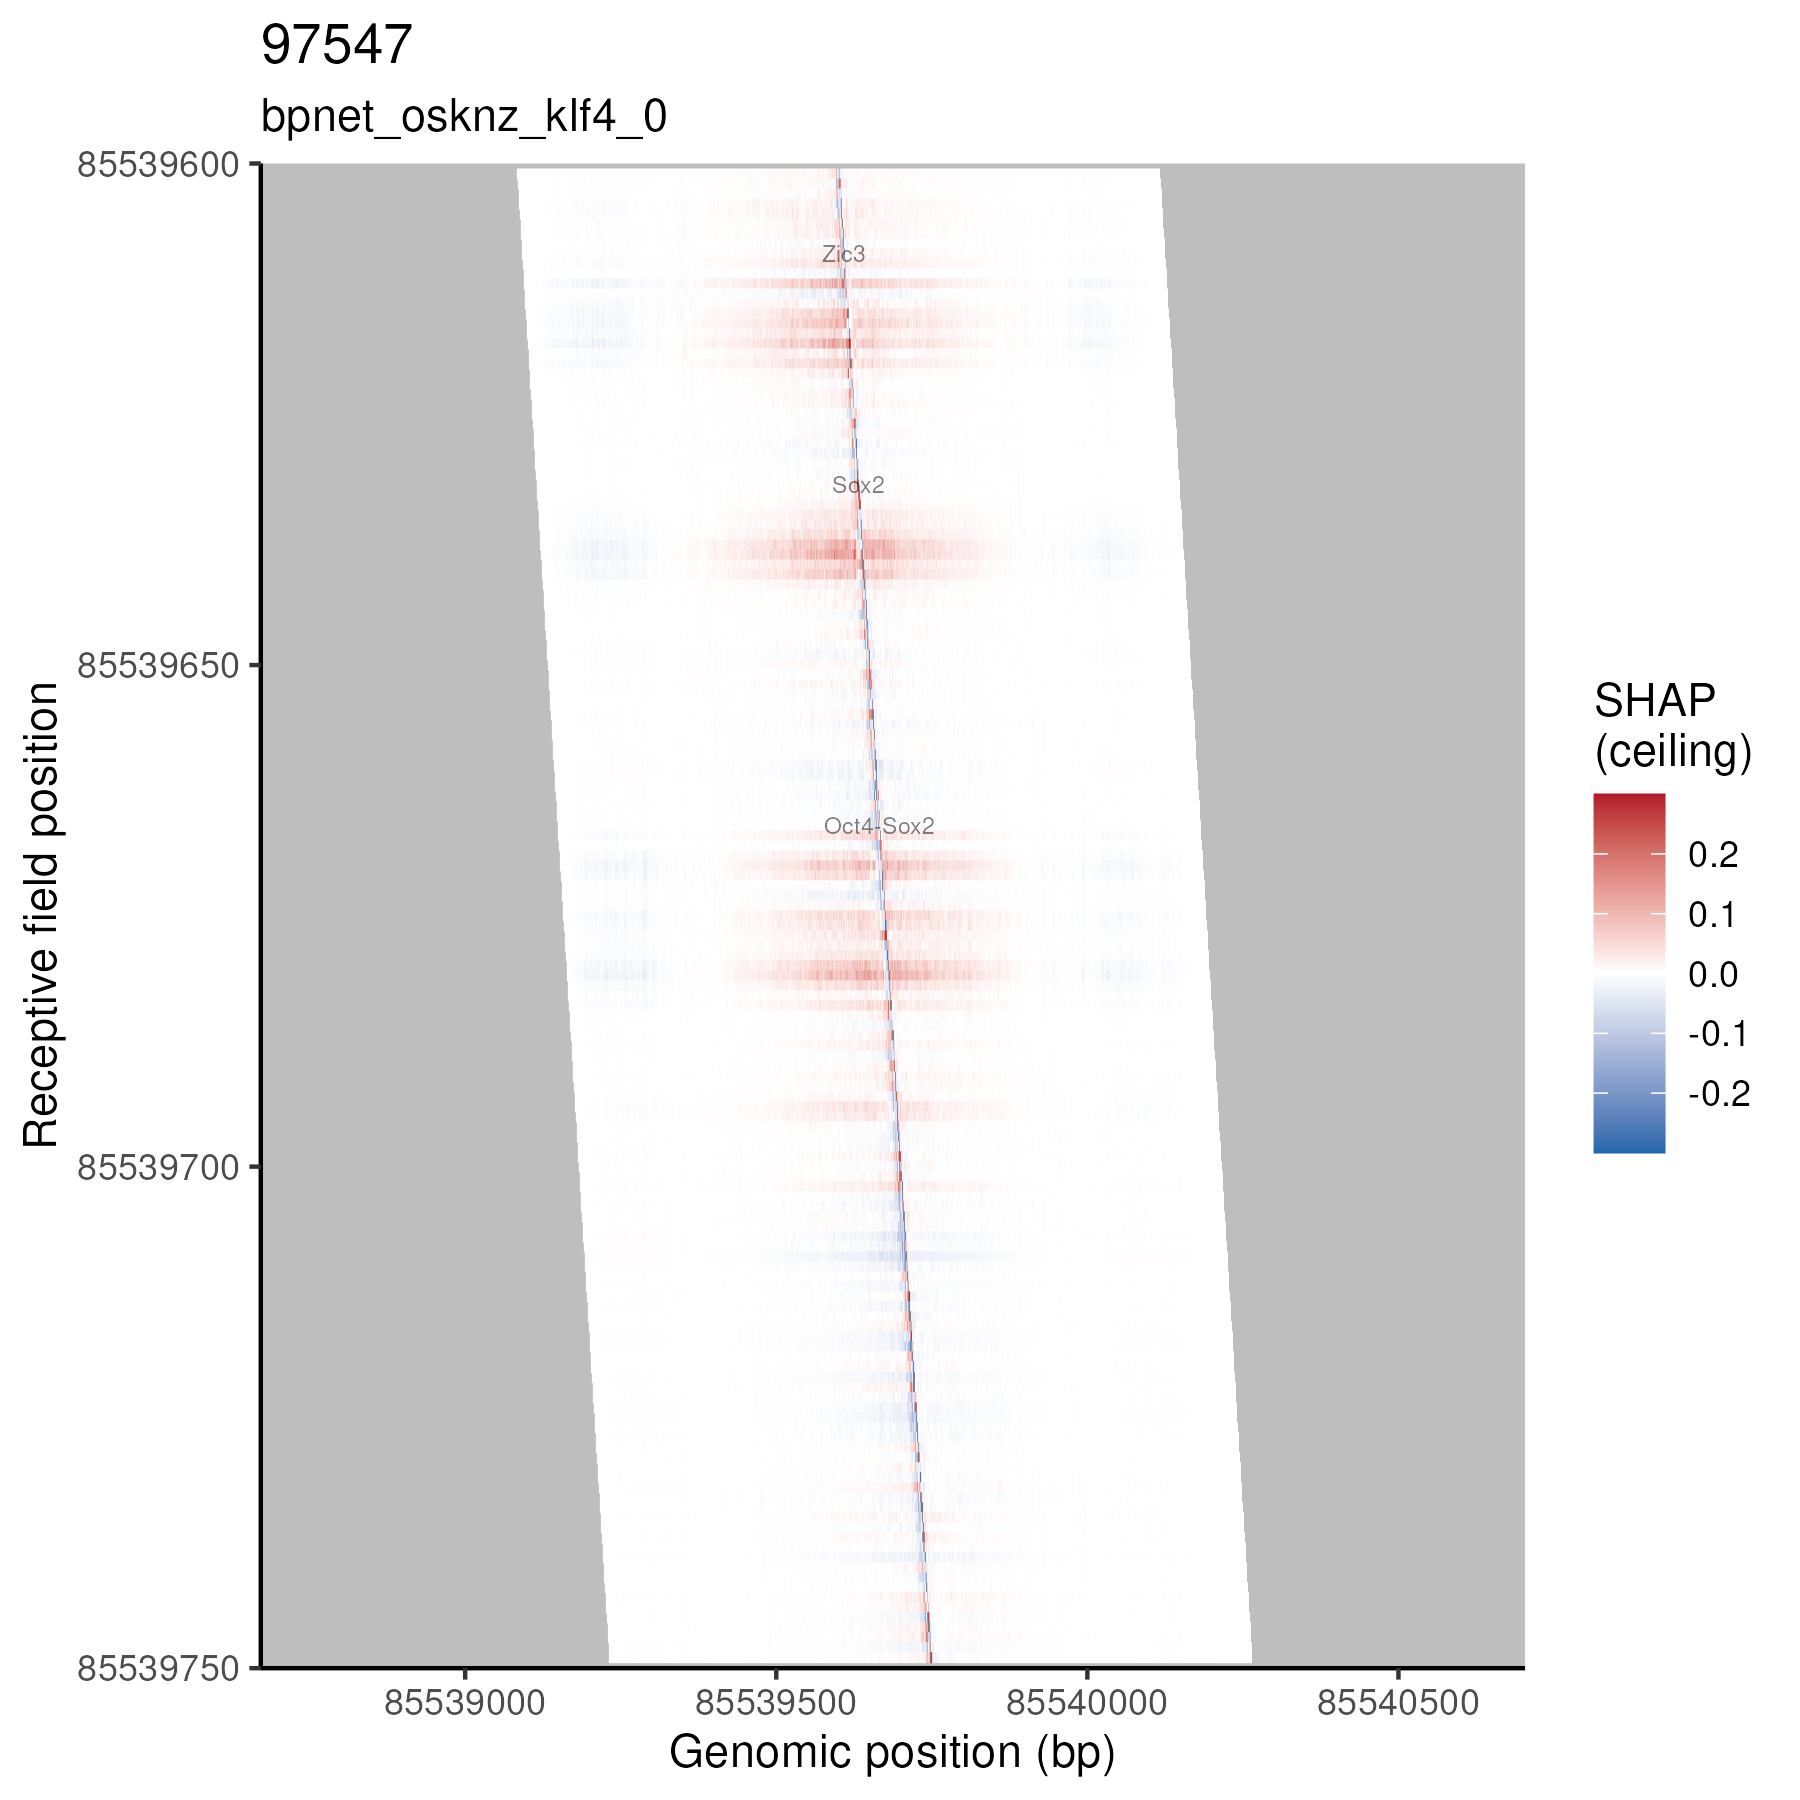 97547
bpnet_osknz_klf4_0
85539600
85539650
85539700
85539750
Receptive field position
Zic3
Sox2
Oct4-Sox2
85539000
85539500
85540000
85540500
Genomic position (bp)
SHAP
(ceiling)
0.2
0.1
0.0
-0.1
-0.2